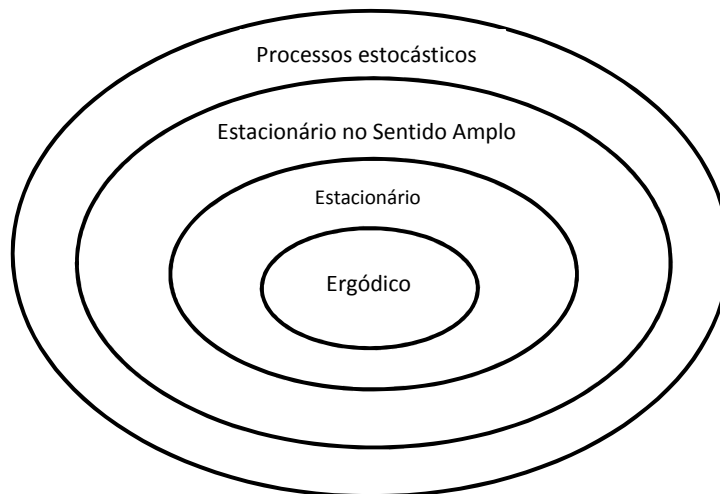 Processos estocásticos
Estacionário no Sentido Amplo
Estacionário
Ergódico